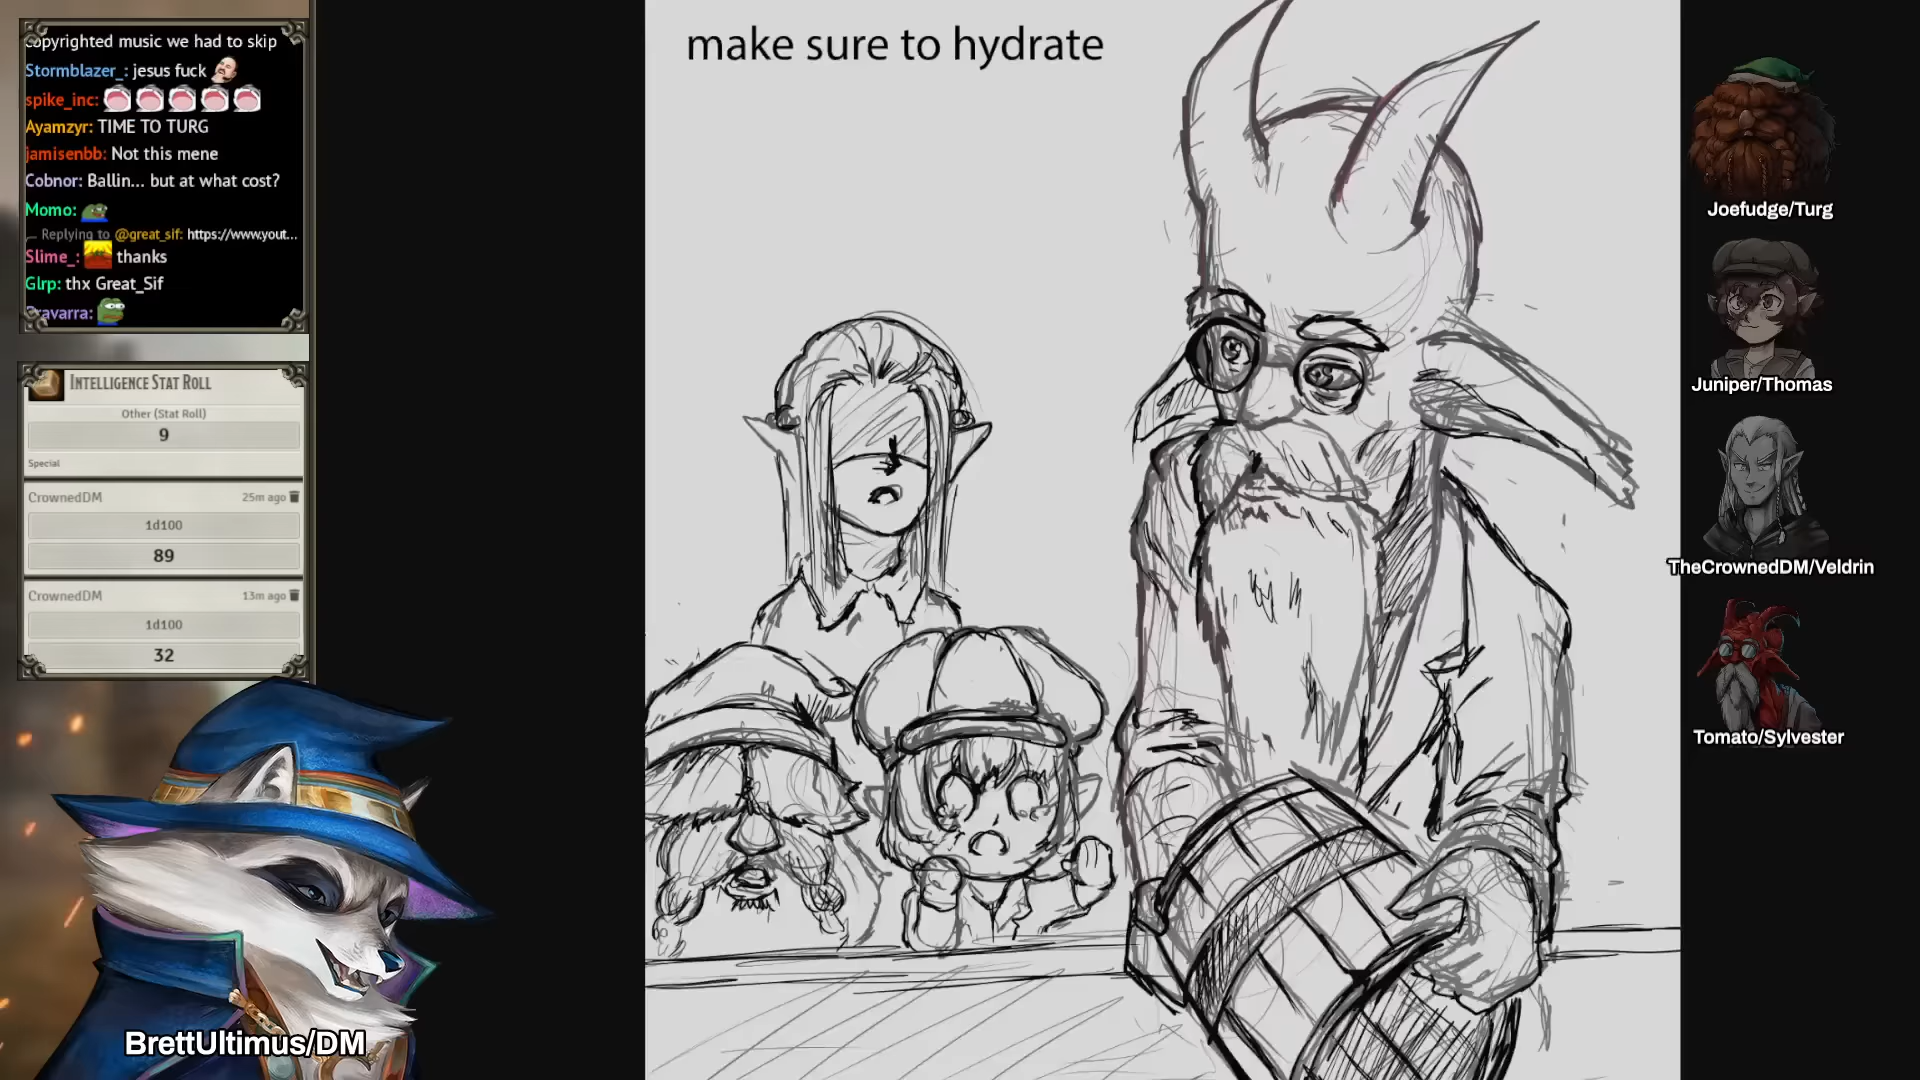 copyrighted music we had to skip
Stormblazer_: jesus fuck
spike_inc:
Ayamzyr: TIME TO TURG
jamisenbb: Not this mene
Cobnor: Ballin... but at what cost?
Momo:
Replying to @great_sif: https://www.yout...
Slime_: thanks
Glrp: thx Great_Sif
Pravarra:
INTELLIGENCE STAT ROLL
Other (Stat Roll)
9
Special
CrownedDM 25m ago
1d100
89
CrownedDM 13m ago
1d100
32
BrettUltimus/DM
make sure to hydrate
Joefudge/Turg
Juniper/Thomas
TheCrownedDM/Veldrin
Tomato/Sylvester